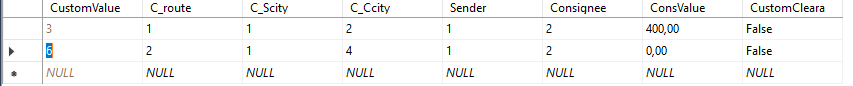 CustomValue C_route C_Scity C_Ccity Sender Consignee ConsValue CustomCleara
3 1 1 2 1 2 400,00 False
6 2 1 4 1 2 0,00 False
NULL NULL NULL NULL NULL NULL NULL NULL